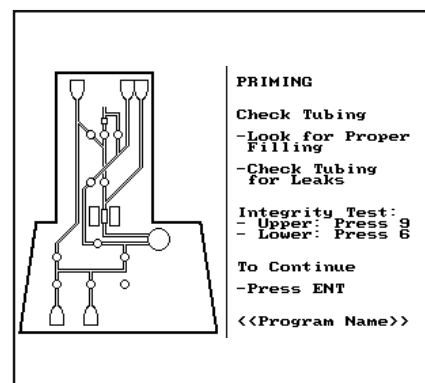 PRIMING
Check Tubing
-Look for Proper
Filling
-Check Tubing
for Leaks
Integrity Test:
- Upper: Press 9
- Lower: Press 6
To Continue
-Press ENT
<<Program Name>>